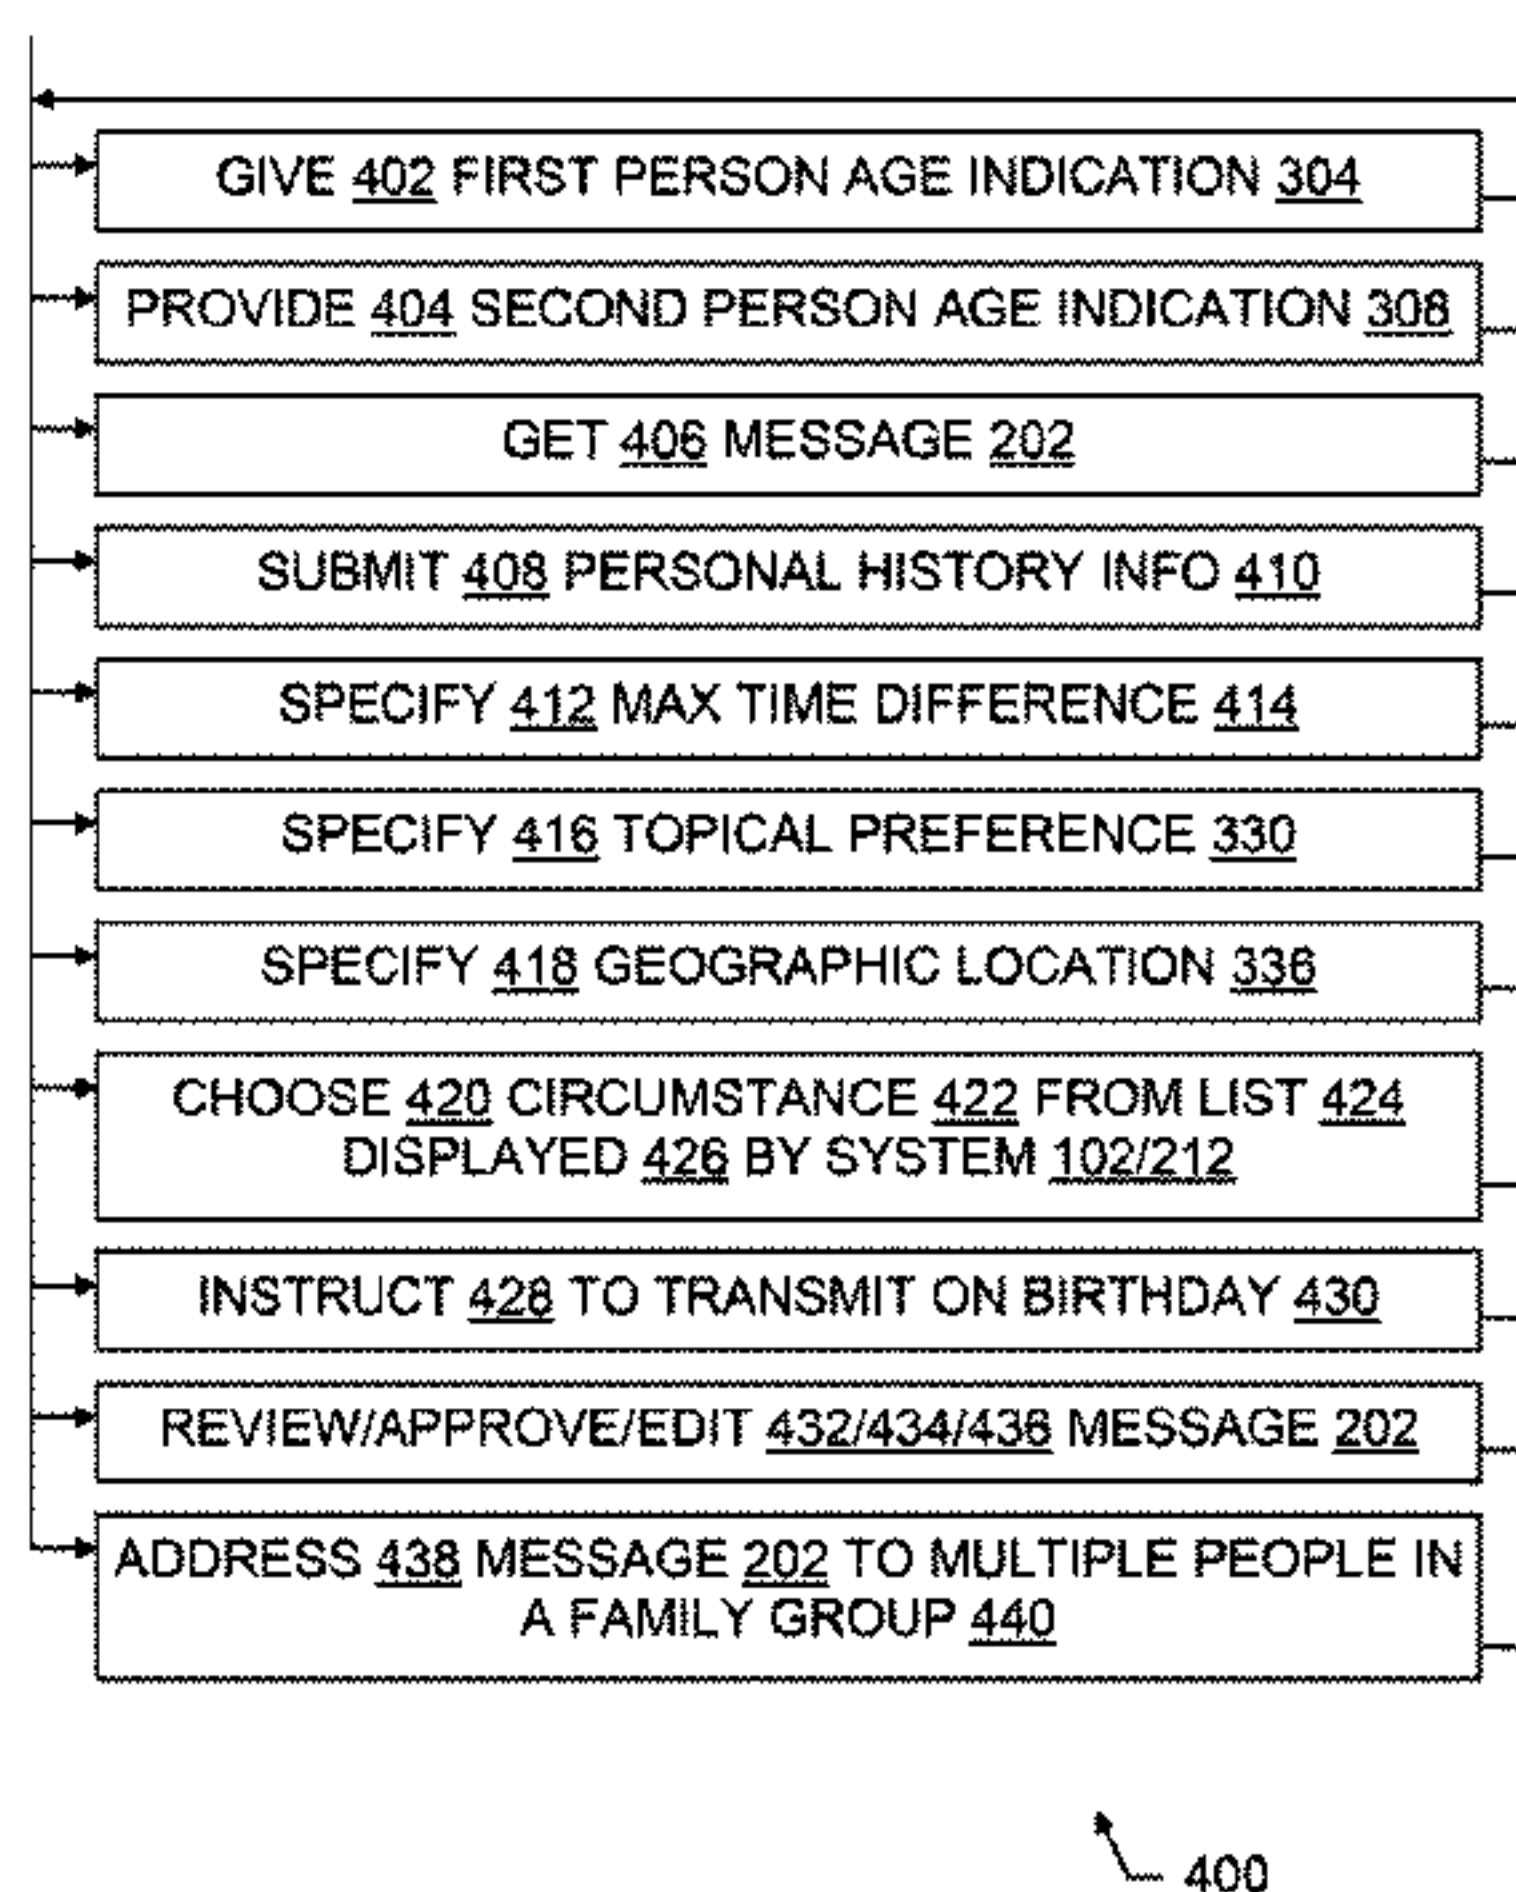 GIVE 402 FIRST PERSON AGE INDICATION 304
PROVIDE 404 SECOND PERSON AGE INDICATION 308
GET 406 MESSAGE 202
SUBMIT 408 PERSONAL HISTORY INFO 410
SPECIFY 412 MAX TIME DIFFERENCE 414
SPECIFY 416 TOPICAL PREFERENCE 330
SPECIFY 418 GEOGRAPHIC LOCATION 336
CHOOSE 420 CIRCUMSTANCE 422 FROM LIST 424
DISPLAYED 426 BY SYSTEM 102/212
INSTRUCT 428 TO TRANSMIT ON BIRTHDAY 430
REVIEW/APPROVE/EDIT 432/434/436 MESSAGE 202
ADDRESS 438 MESSAGE 202 TO MULTIPLE PEOPLE IN
A FAMILY GROUP 440
400